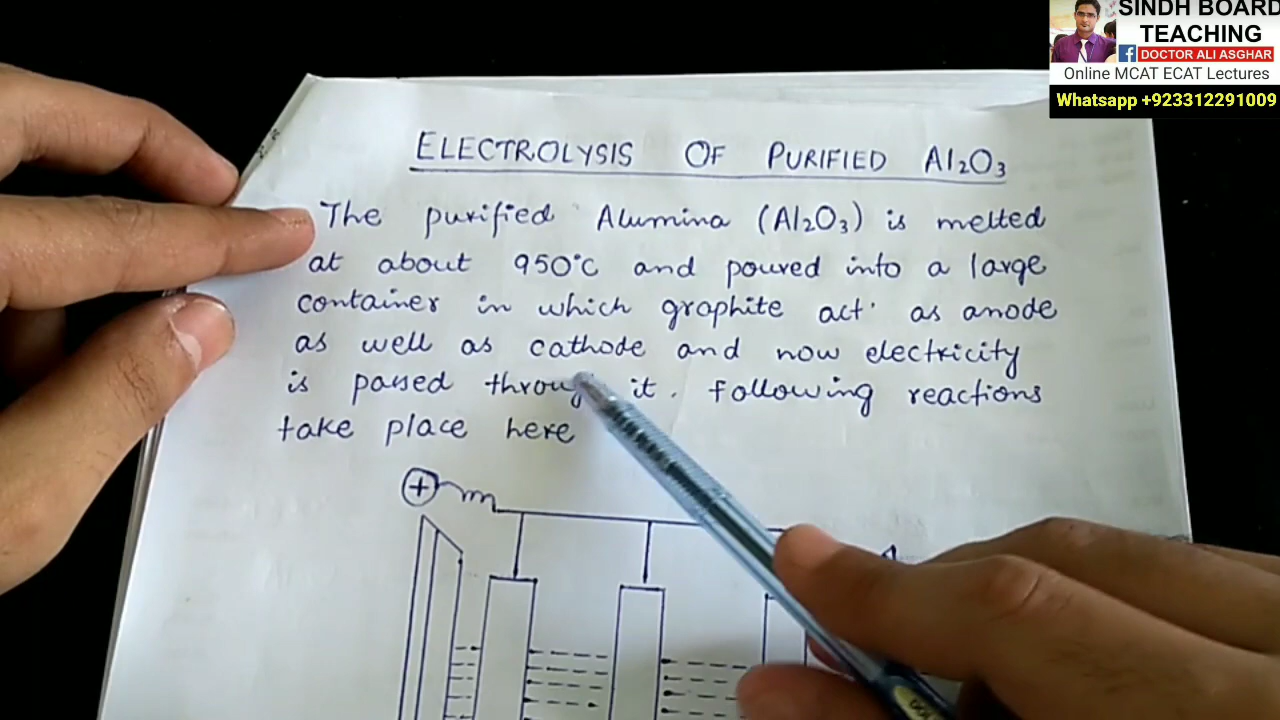 SINDH BOARD
TEACHING
DOCTOR ALI ASGHAR
Online MCAT ECAT Lectures
Whatsapp +923312291009
ELECTROLYSIS OF PURIFIED Al2O3
The purified Alumina (Al2O3) is melted
at about 950°C and poured into a large
container in which graphite act as anode
as well as cathode and now electricity
is passed throug it. following reactions
take place here
+